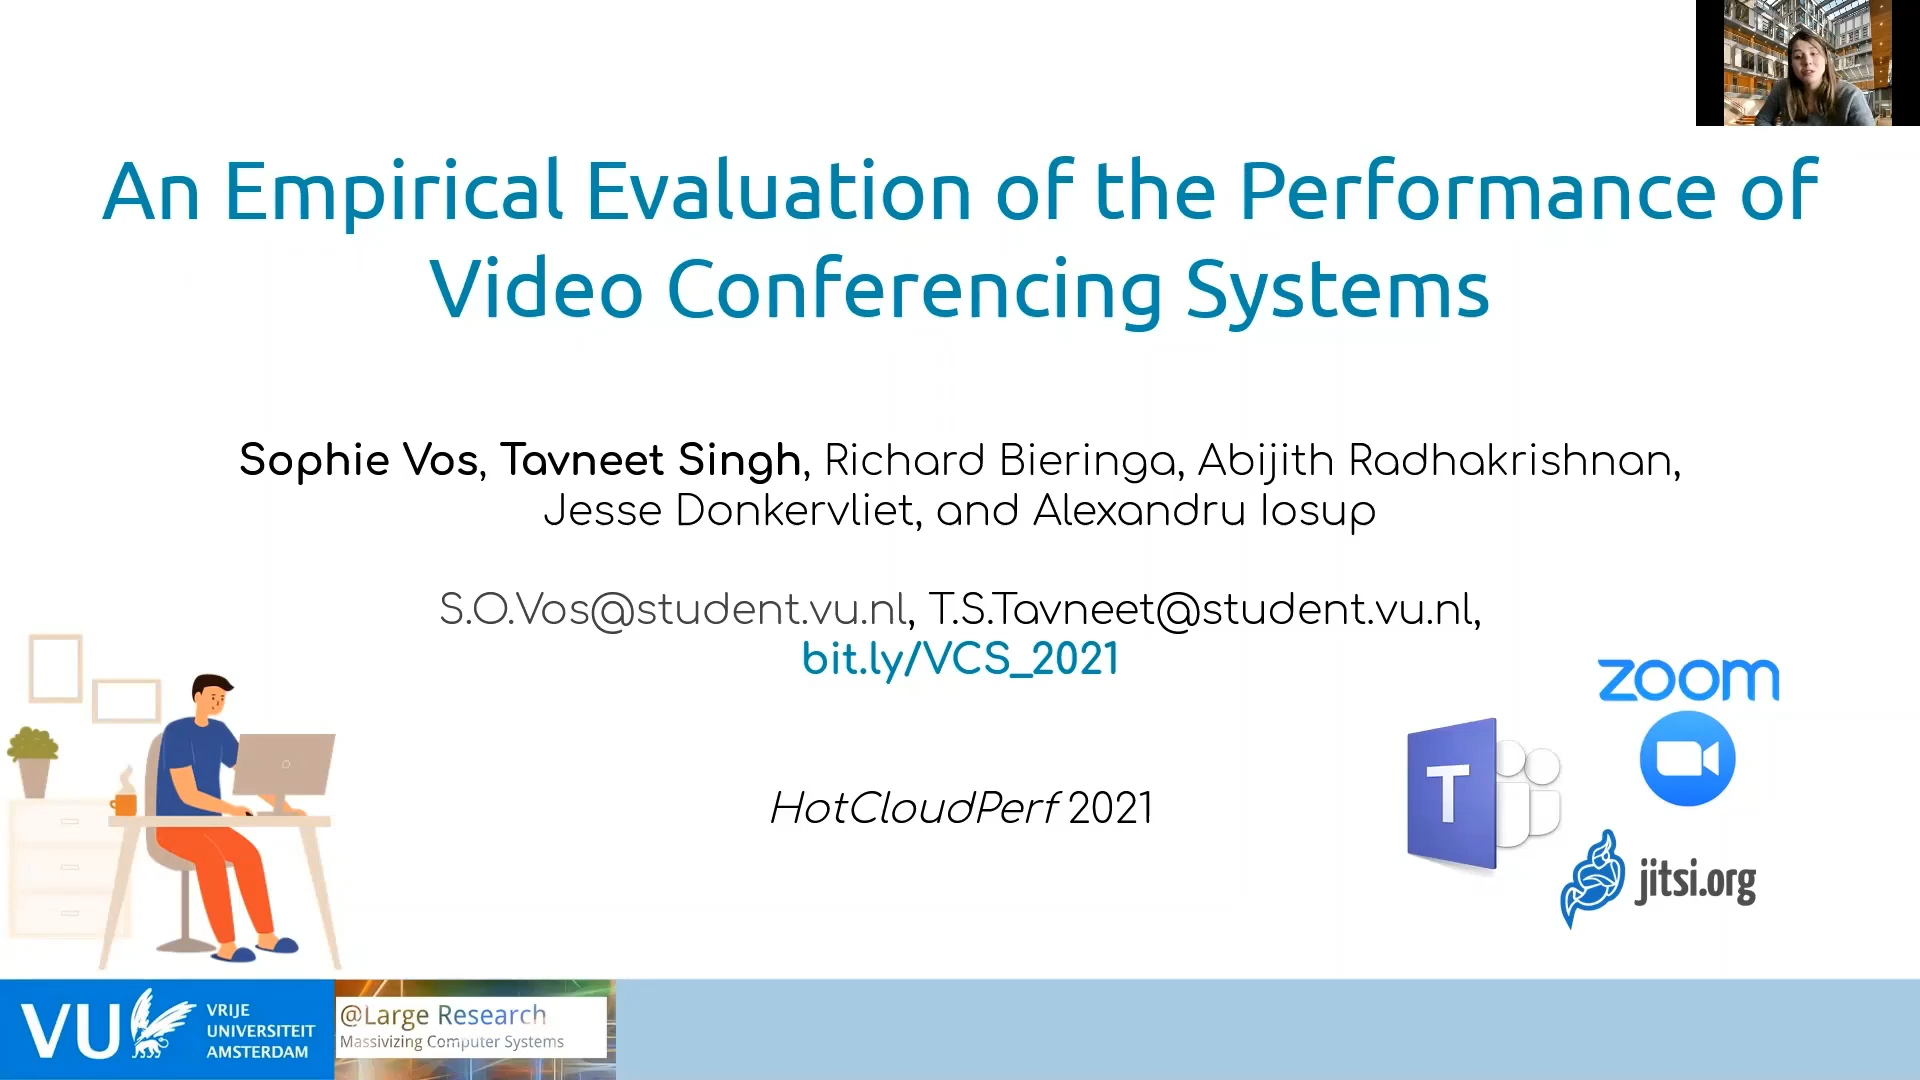 An Empirical Evaluation of the Performance of
Video Conferencing Systems
Sophie Vos, Tavneet Singh, Richard Bieringa, Abijith Radhakrishnan,
Jesse Donkervliet, and Alexandru Iosup
S.O.Vos@student.vu.nl, T.S.Tavneet@student.vu.nl,
bit.ly/VCS_2021
HotCloudPerf 2021
zoom
T
jitsi.org
VU
VRIJE
UNIVERSITEIT
AMSTERDAM
@Large Research
Massivizing Computer Systems